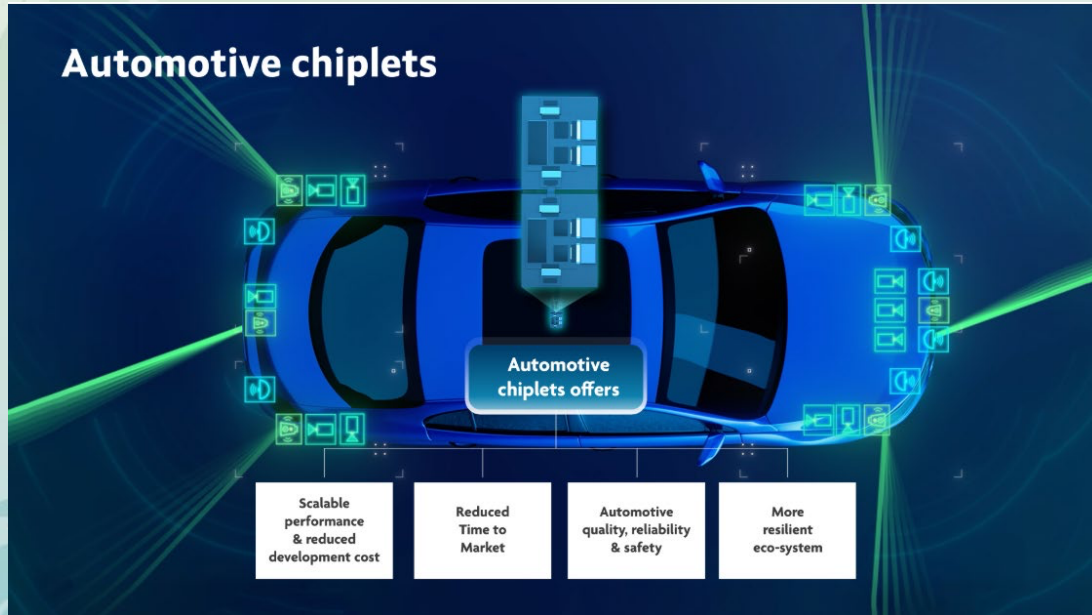 Automotive chiplets
Automotive
chiplets offers
Scalable
performance
& reduced
development cost
Reduced
Time to
Market
Automotive
quality, reliability
& safety
More
resilient
eco-system